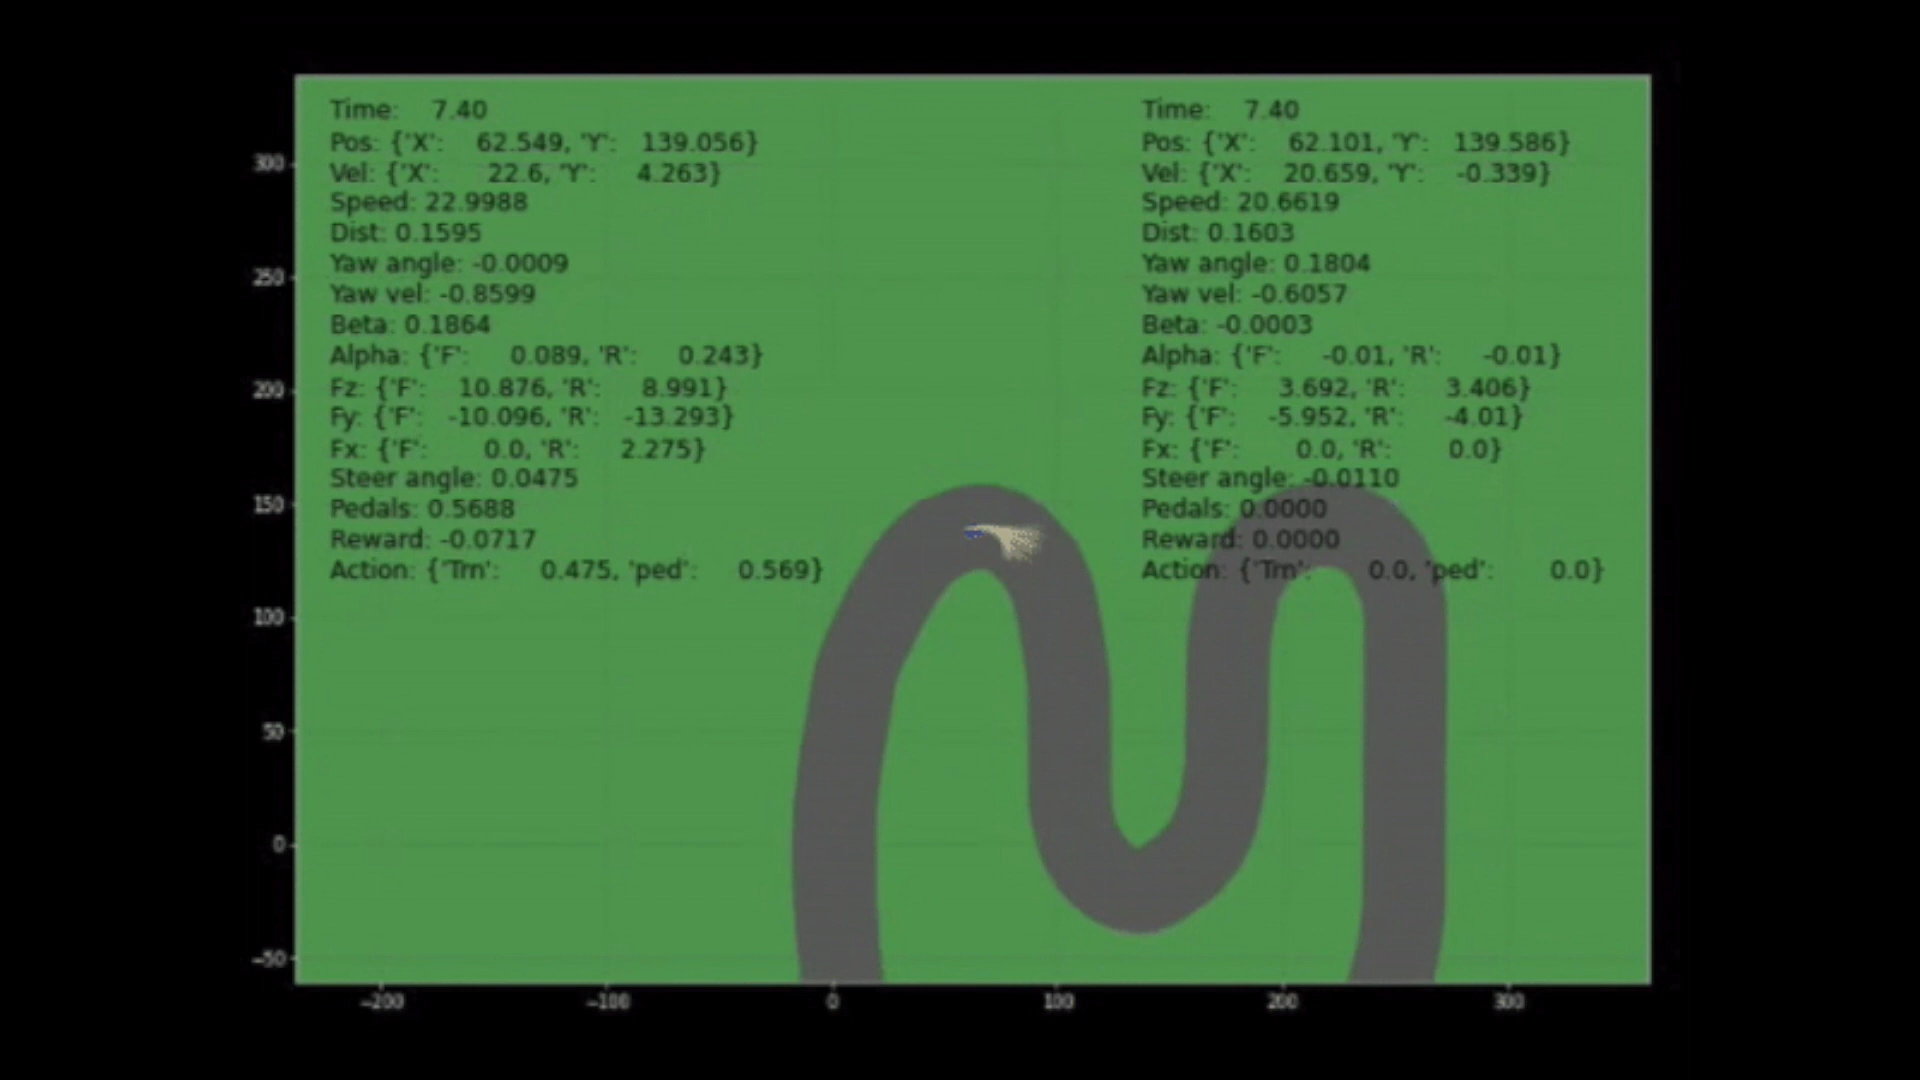 Time: 7.40
Pos: {'X': 62.549, 'Y': 139.056}
Vel: {'X': 22.6, 'Y': 4.263}
Speed: 22.9988
Dist: 0.1595
Yaw angle: -0.0009
Yaw vel: -0.8599
Beta: 0.1864
Alpha: {'F': 0.089, 'R': 0.243}
Fz: {'F': 10.876, 'R': 8.991}
Fy: {'F': -10.096, 'R': -13.293}
Fx: {'F': 0.0, 'R': 2.275}
Steer angle: 0.0475
Pedals: 0.5688
Reward: -0.0717
Action: {'Trn': 0.475, 'ped': 0.569}
Time: 7.40
Pos: {'X': 62.101, 'Y': 139.586}
Vel: {'X': 20.659, 'Y': -0.339}
Speed: 20.6619
Dist: 0.1603
Yaw angle: 0.1804
Yaw vel: -0.6057
Beta: -0.0003
Alpha: {'F': -0.01, 'R': -0.01}
Fz: {'F': 3.692, 'R': 3.406}
Fy: {'F': -5.952, 'R': -4.01}
Fx: {'F': 0.0, 'R': 0.0}
Steer angle: -0.0110
Pedals: 0.0000
Reward: 0.0000
Action: {'Trn': 0.0, 'ped': 0.0}
300
250
200
150
100
50
0
−50
−200 −100 0 100 200 300